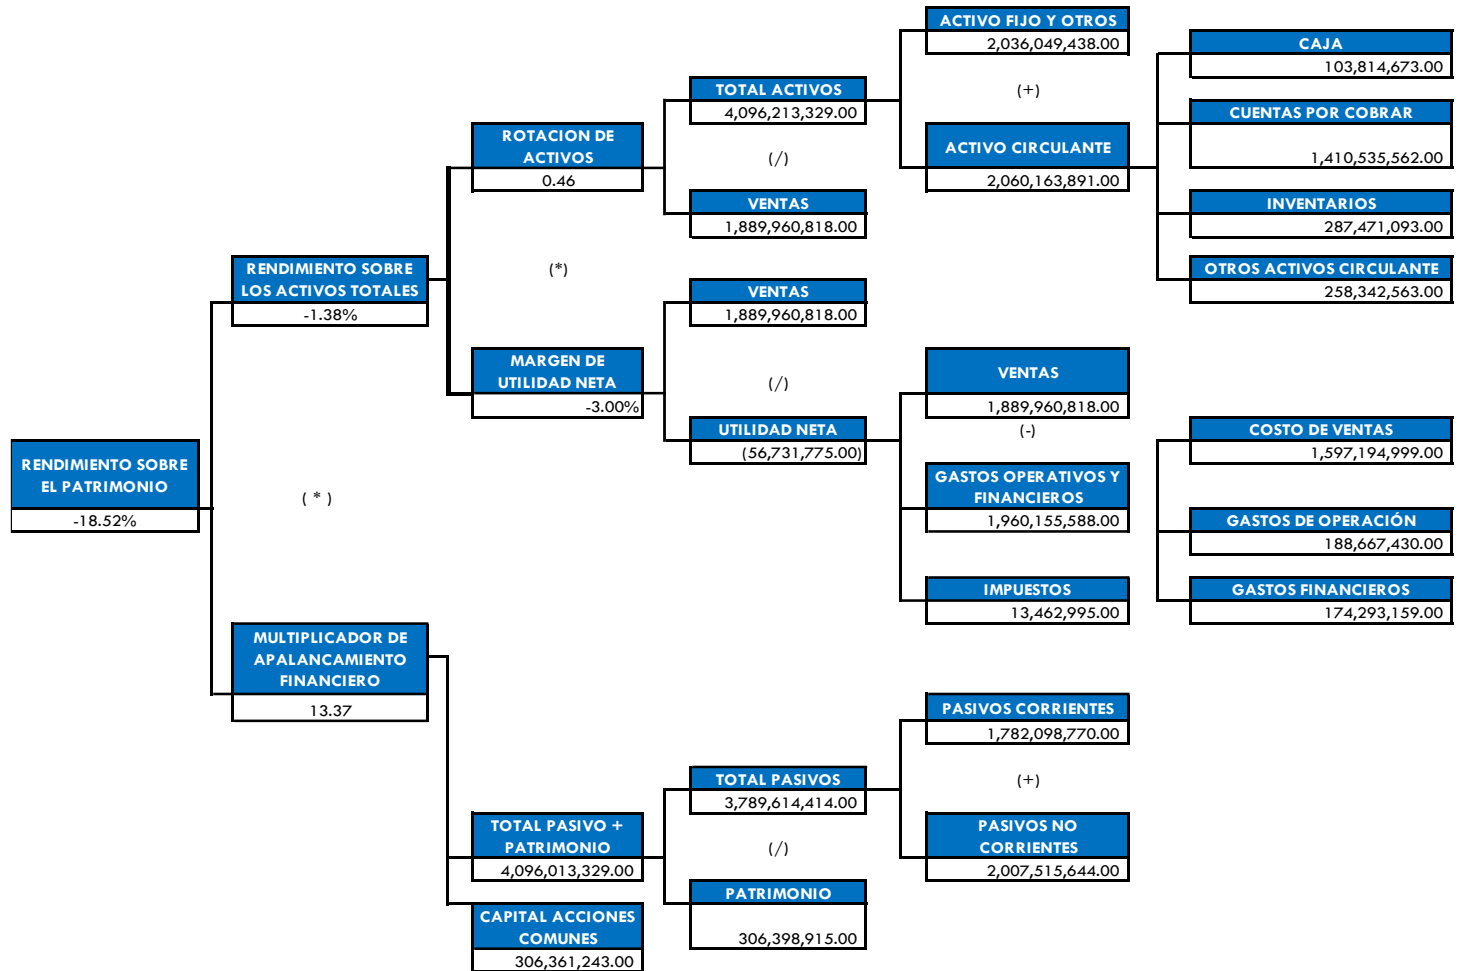 ACTIVO FIJO Y OTROS
2,036,049,438.00
CAJA
103,814,673.00
TOTAL ACTIVOS
4,096,213,329.00
(+)
CUENTAS POR COBRAR
1,410,535,562.00
ROTACION DE
ACTIVOS
0.46
(/)
ACTIVO CIRCULANTE
2,060,163,891.00
VENTAS
1,889,960,818.00
INVENTARIOS
287,471,093.00
RENDIMIENTO SOBRE
LOS ACTIVOS TOTALES
-1.38%
(*)
OTROS ACTIVOS CIRCULANTE
258,342,563.00
VENTAS
1,889,960,818.00
MARGEN DE
UTILIDAD NETA
-3.00%
(/)
VENTAS
1,889,960,818.00
UTILIDAD NETA
(56,731,775.00)
(-)
COSTO DE VENTAS
1,597,194,999.00
RENDIMIENTO SOBRE
EL PATRIMONIO
-18.52%
( * )
GASTOS OPERATIVOS Y
FINANCIEROS
1,960,155,588.00
GASTOS DE OPERACIÓN
188,667,430.00
IMPUESTOS
13,462,995.00
GASTOS FINANCIEROS
174,293,159.00
MULTIPLICADOR DE
APALANCAMIENTO
FINANCIERO
13.37
PASIVOS CORRIENTES
1,782,098,770.00
TOTAL PASIVOS
3,789,614,414.00
(+)
TOTAL PASIVO +
PATRIMONIO
4,096,013,329.00
(/)
PASIVOS NO
CORRIENTES
2,007,515,644.00
PATRIMONIO
306,398,915.00
CAPITAL ACCIONES
COMUNES
306,361,243.00